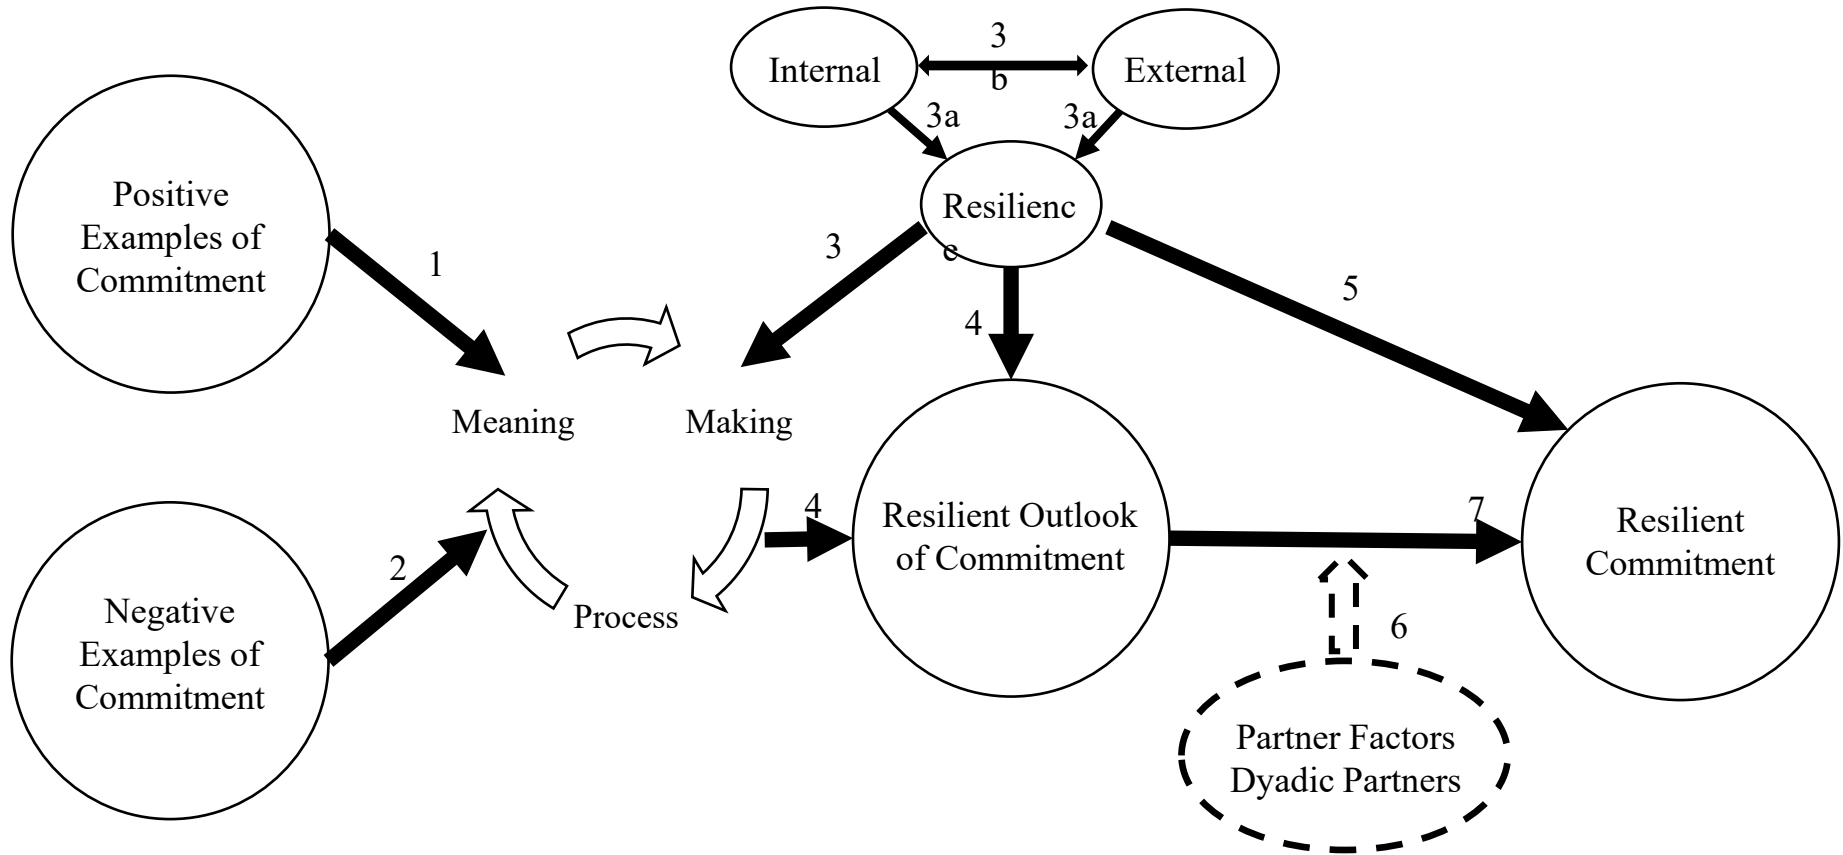 3
b
Internal
External
3a
3a
Resilienc
e
Positive
Examples of
Commitment
1
3
4
5
Meaning
Making
Process
2
4
Negative
Examples of
Commitment
Resilient Outlook
of Commitment
7
6
Resilient
Commitment
Partner Factors
Dyadic Partners